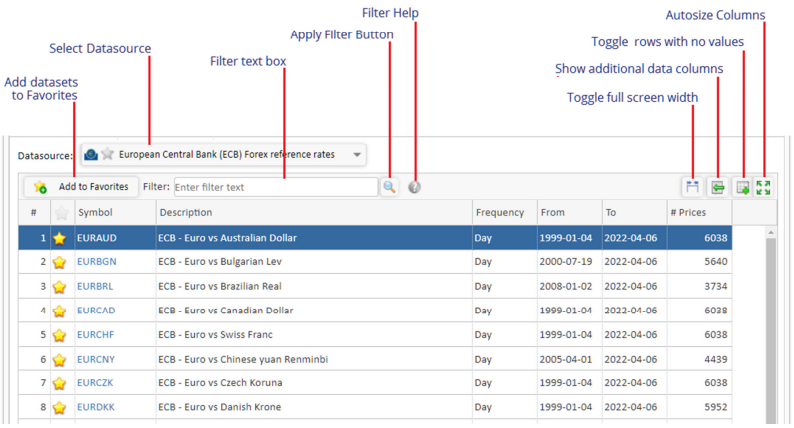 Filter Help
Autosize Columns
Apply Filter Button
Toggle rows with no values
Select Datasource
Filter text box
Show additional data columns
Add datasets
to Favorites
Toggle full screen width
Datasource: European Central Bank (ECB) Forex reference rates
Add to Favorites Filter: Enter filter text
# Symbol Description Frequency From To # Prices
1 EURAUD ECB - Euro vs Australian Dollar Day 1999-01-04 2022-04-06 6038
2 EURBGN ECB - Euro vs Bulgarian Lev Day 2000-07-19 2022-04-06 5640
3 EURBRL ECB - Euro vs Brazilian Real Day 2008-01-02 2022-04-06 3734
4 EURCAD ECB - Euro vs Canadian Dollar Day 1999-01-04 2022-04-06 6038
5 EURCHF ECB - Euro vs Swiss Franc Day 1999-01-04 2022-04-06 6038
6 EURCNY ECB - Euro vs Chinese yuan Renminbi Day 2005-04-01 2022-04-06 4439
7 EURCZK ECB - Euro vs Czech Koruna Day 1999-01-04 2022-04-06 6038
8 EURDKK ECB - Euro vs Danish Krone Day 1999-01-04 2022-04-06 5952